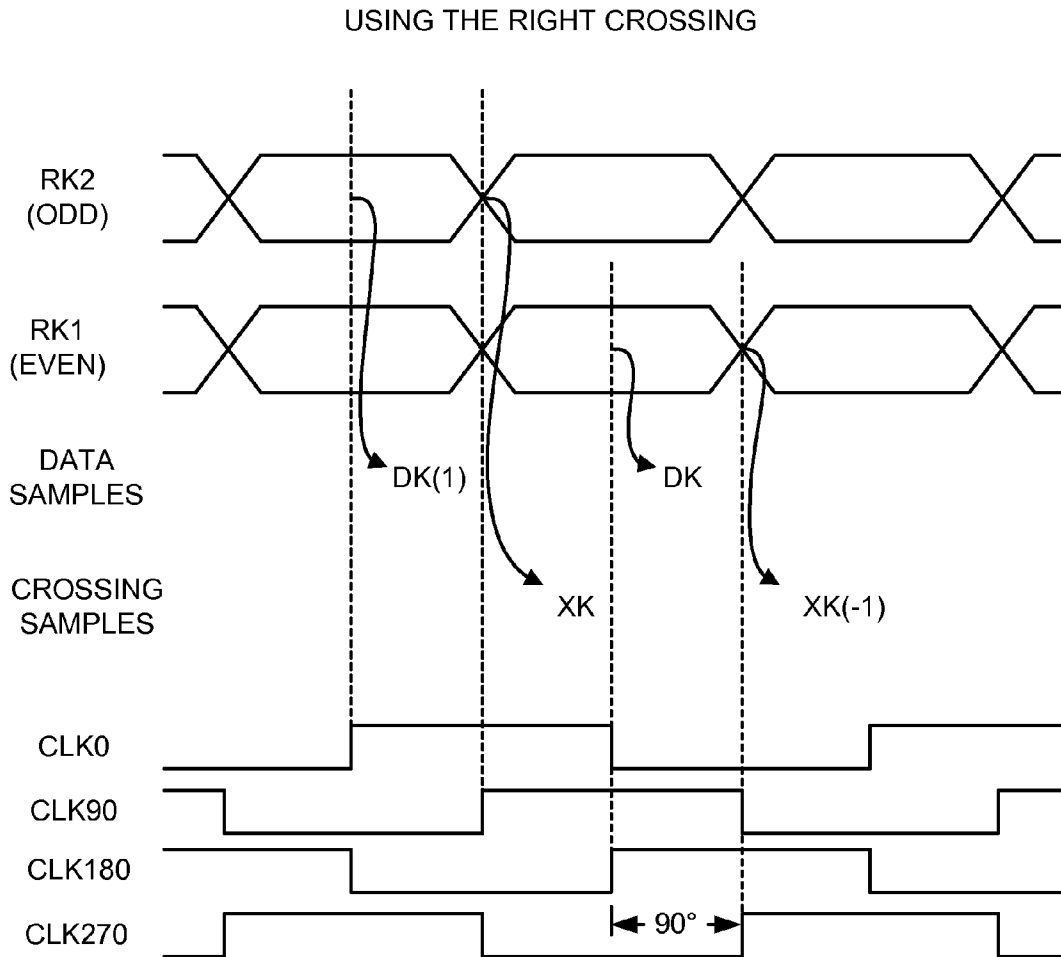 USING THE RIGHT CROSSING
RK2
(ODD)
RK1
(EVEN)
DATA
SAMPLES
DK(1)
DK
CROSSING
SAMPLES
XK
XK(-1)
CLK0
CLK90
CLK180
CLK270
90°